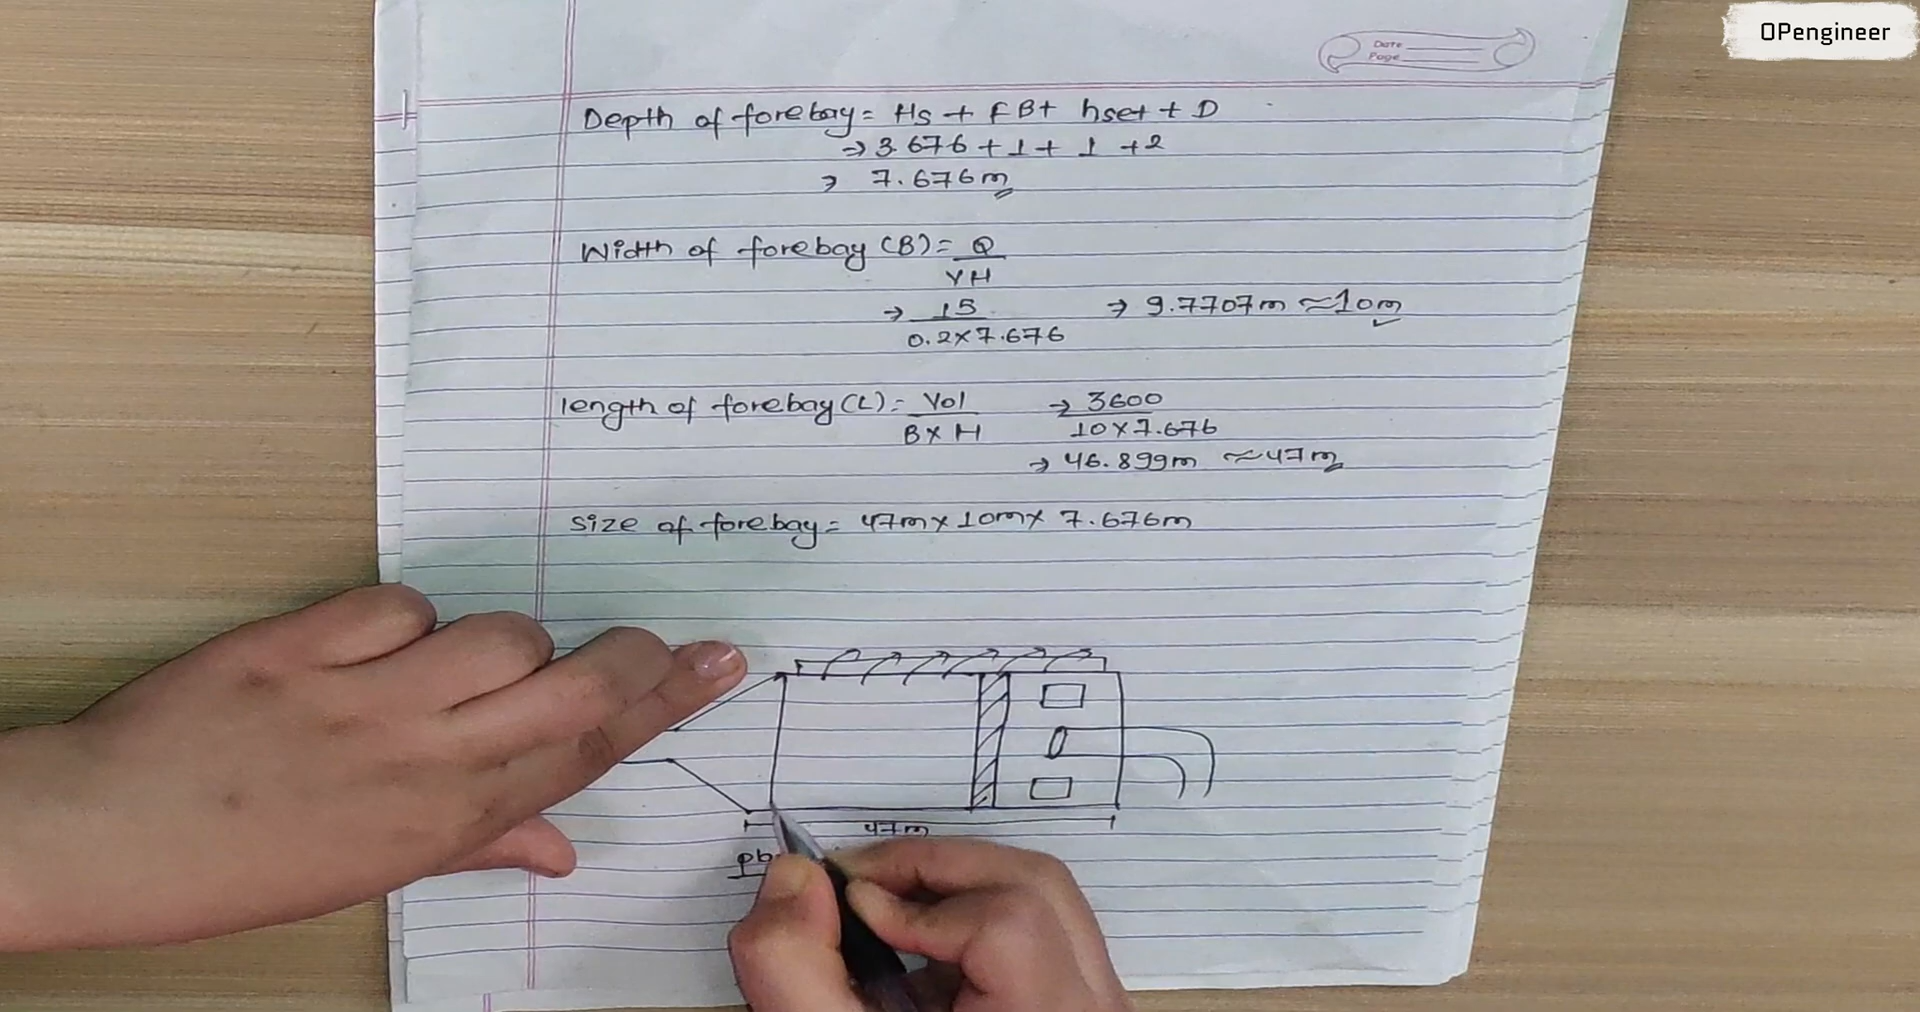 OPengineer
Date
Page
Depth of forebay = Hs + FB + hset + D
→ 3.676 + 1 + 1 + 2
→ 7.676m
Width of forebay (B) = Q
VH
→ 15 → 9.7707m ≈ 10m
0.2×7.676
length of forebay (L) = Vol → 3600
B×H 10×7.676
→ 46.899m ≈ 47m
Size of forebay = 47m × 10m × 7.676m
47m